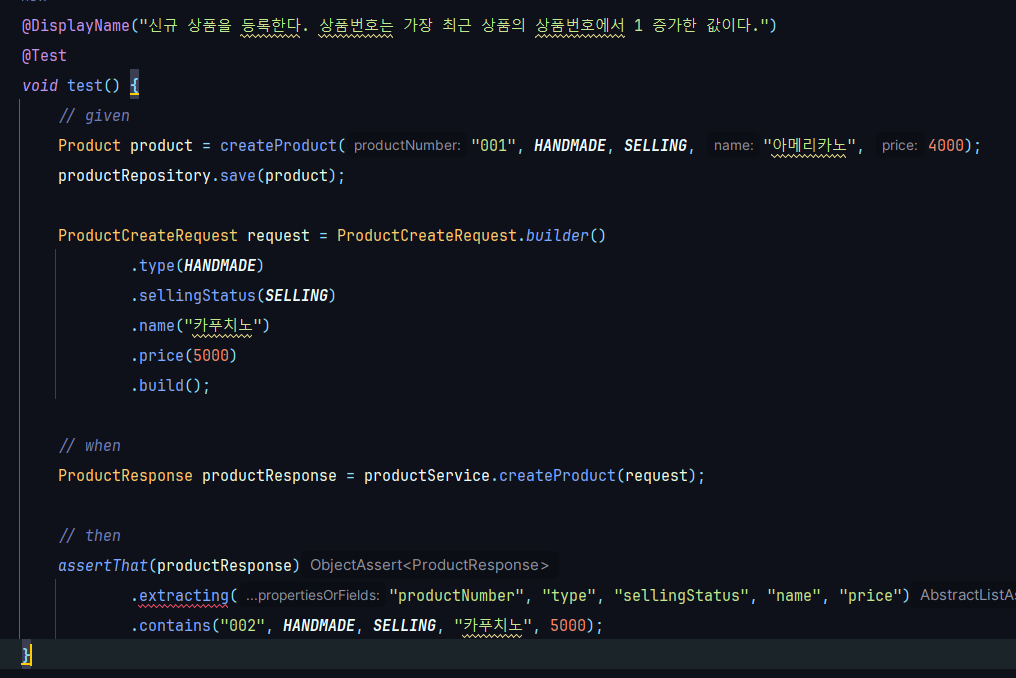 @DisplayName("신규 상품을 등록한다. 상품번호는 가장 최근 상품의 상품번호에서 1 증가한 값이다.")
@Test
void test() {
// given
Product product = createProduct( productNumber: "001", HANDMADE, SELLING, name: "아메리카노", price: 4000);
productRepository.save(product);
ProductCreateRequest request = ProductCreateRequest.builder()
.type(HANDMADE)
.sellingStatus(SELLING)
.name("카푸치노")
.price(5000)
.build();
// when
ProductResponse productResponse = productService.createProduct(request);
// then
assertThat(productResponse) ObjectAssert<ProductResponse>
.extracting( ...propertiesOrFields: "productNumber", "type", "sellingStatus", "name", "price") AbstractListAs
.contains("002", HANDMADE, SELLING, "카푸치노", 5000);
}